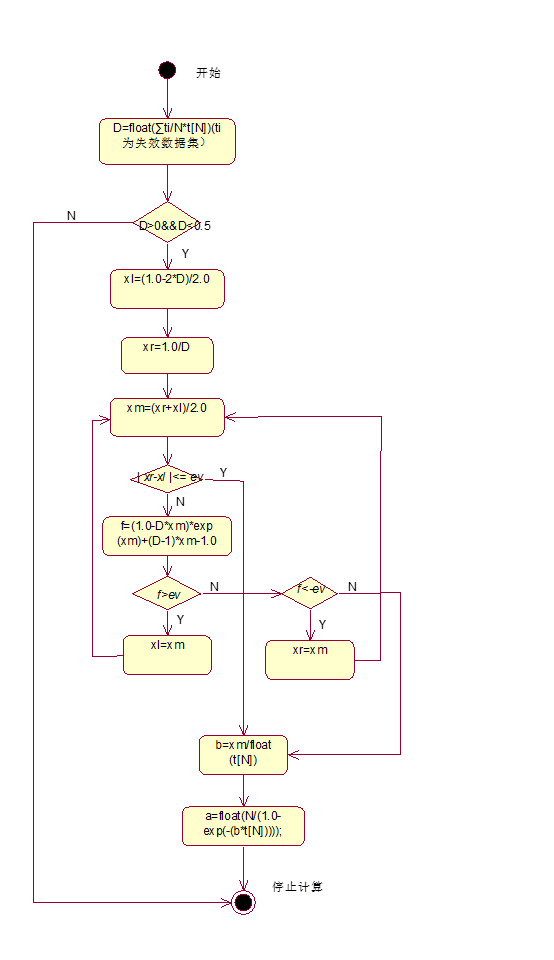 开始
D=float(∑ti/N*t[N])(ti
为失效数据集）
N
D>0&&D<0.5
Y
xl=(1.0-2*D)/2.0
xr=1.0/D
xm=(xr+xl)/2.0
| xr-xl |<= ev
Y
N
f=(1.0-D*xm)*exp
(xm)+(D-1)*xm-1.0
f>ev
N
f<-ev
N
Y
Y
xl=xm
xr=xm
b=xm/float
(t[N])
a=float(N/(1.0-
exp(-(b*t[N]))));
停止计算